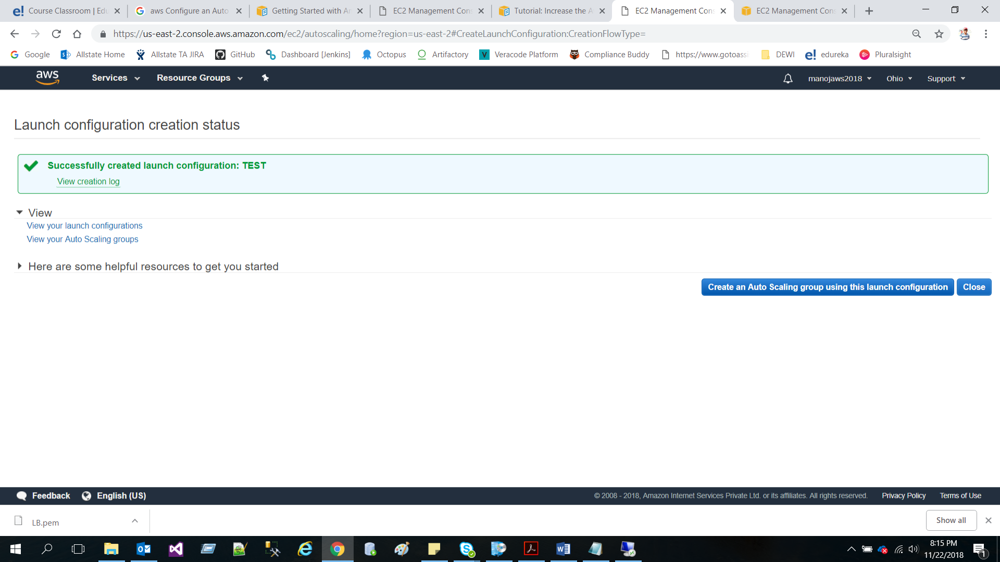 Course Classroom | Edu
aws Configure an Auto
Getting Started with Am
EC2 Management Cons
Tutorial: Increase the A
EC2 Management Cons
EC2 Management Cons
https://us-east-2.console.aws.amazon.com/ec2/autoscaling/home?region=us-east-2#CreateLaunchConfiguration:CreationFlowType=
Google Allstate Home Allstate TA JIRA GitHub Dashboard [Jenkins] Octopus Artifactory Veracode Platform Compliance Buddy https://www.gotoassi DEWI edureka Pluralsight
aws Services Resource Groups manojaws2018 Ohio Support
Launch configuration creation status
Successfully created launch configuration: TEST
View creation log
View
View your launch configurations
View your Auto Scaling groups
Here are some helpful resources to get you started
Create an Auto Scaling group using this launch configuration Close
Feedback English (US) © 2008 - 2018, Amazon Internet Services Private Ltd. or its affiliates. All rights reserved. Privacy Policy Terms of Use
LB.pem Show all
8:15 PM
11/22/2018
1